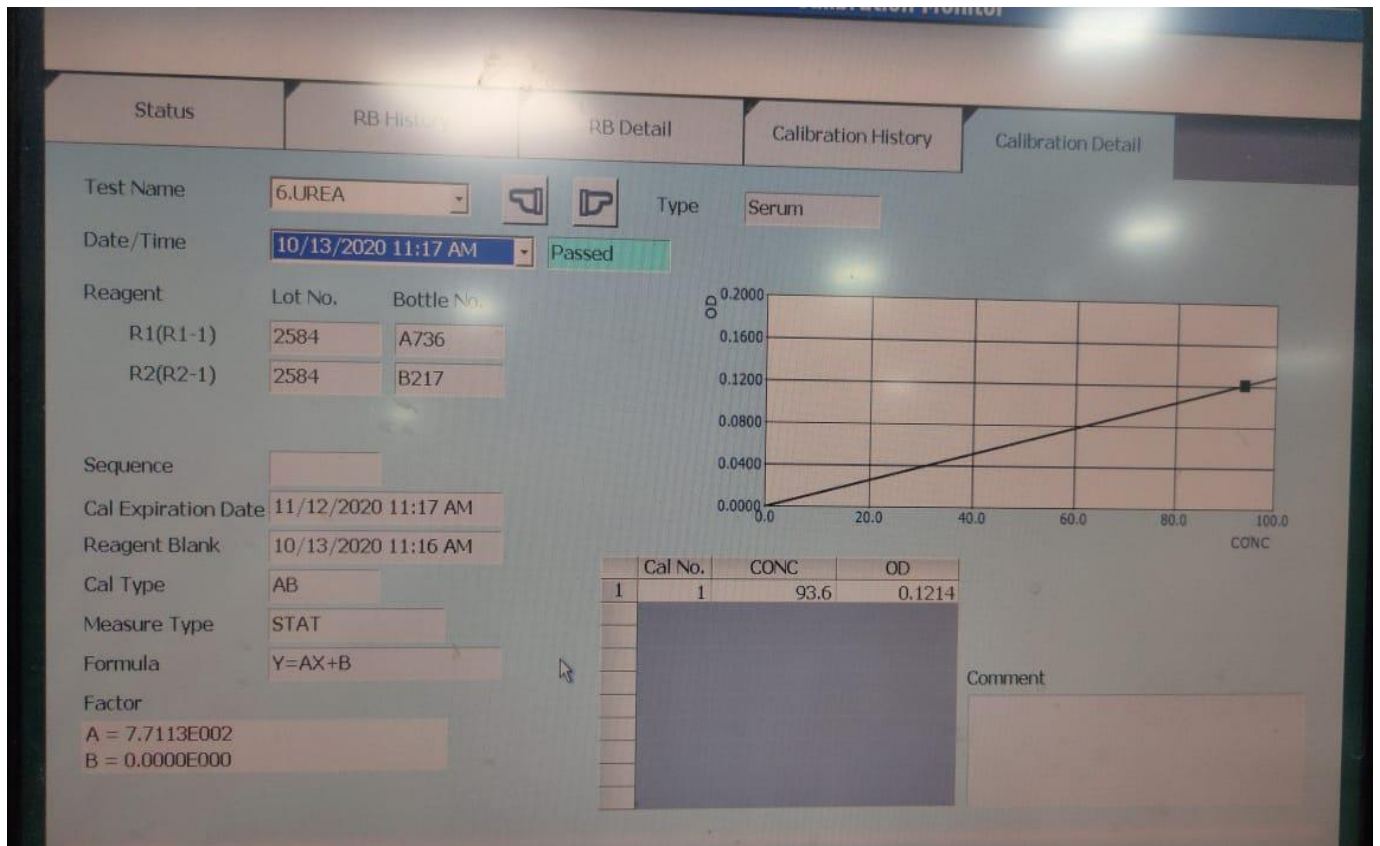 Calibration Monitor
Status
RB History
RB Detail
Calibration History
Calibration Detail
Test Name 6.UREA Type Serum
Date/Time 10/13/2020 11:17 AM Passed
Reagent Lot No. Bottle No.
R1(R1-1) 2584 A736
R2(R2-1) 2584 B217
Sequence
Cal Expiration Date 11/12/2020 11:17 AM
Reagent Blank 10/13/2020 11:16 AM
Cal Type AB
Measure Type STAT
Formula Y=AX+B
Factor
A = 7.7113E002
B = 0.0000E000
OD
0.2000
0.1600
0.1200
0.0800
0.0400
0.0000
0.0 20.0 40.0 60.0 80.0 100.0
CONC
Cal No. CONC OD
1 1 93.6 0.1214
Comment